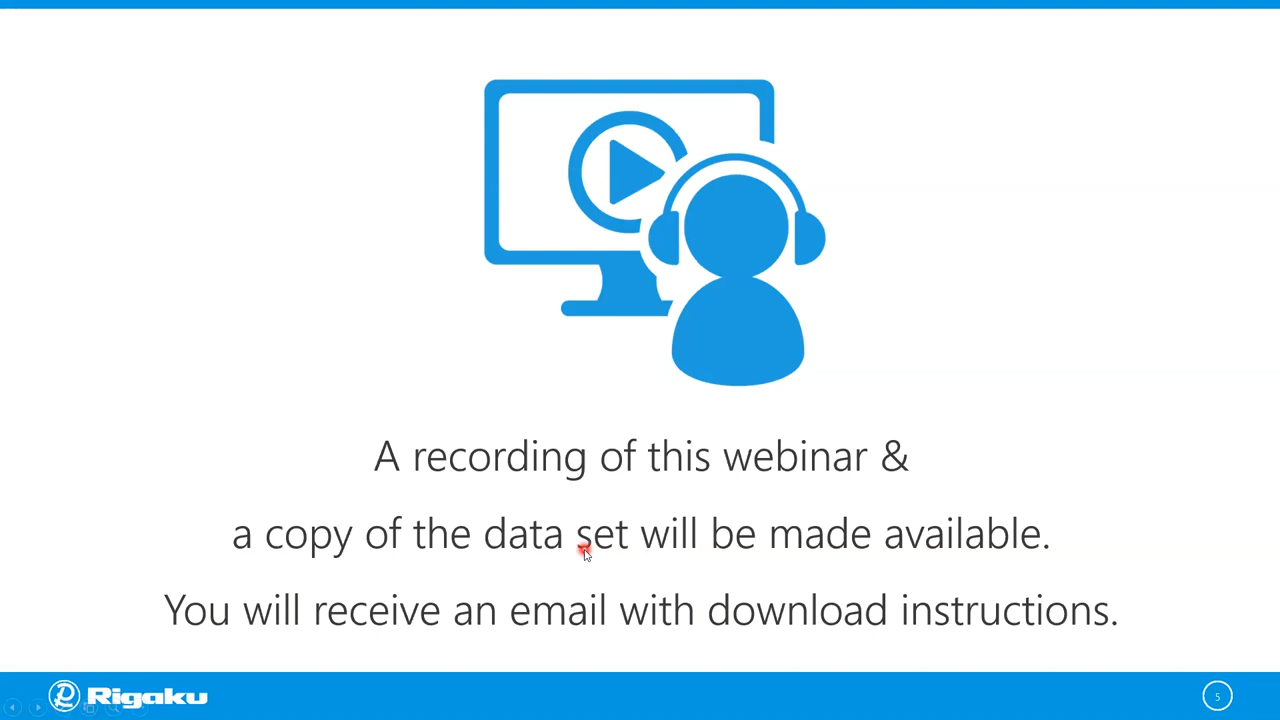 A recording of this webinar &
a copy of the data set will be made available.
You will receive an email with download instructions.
Rigaku
5